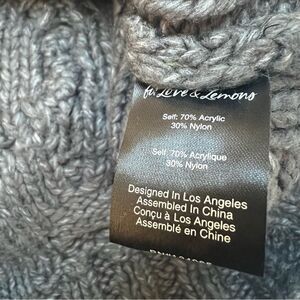 for Love & Lemons
Self: 70% Acrylic
30% Nylon
Self: 70% Acrylique
30% Nylon
Designed In Los Angeles
Assembled In China
Conçu à Los Angeles
Assemblé en Chine